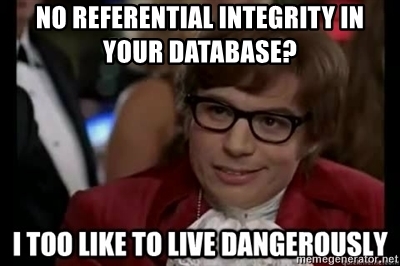 NO REFERENTIAL INTEGRITY IN
YOUR DATABASE?
I TOO LIKE TO LIVE DANGEROUSLY
memegenerator.net